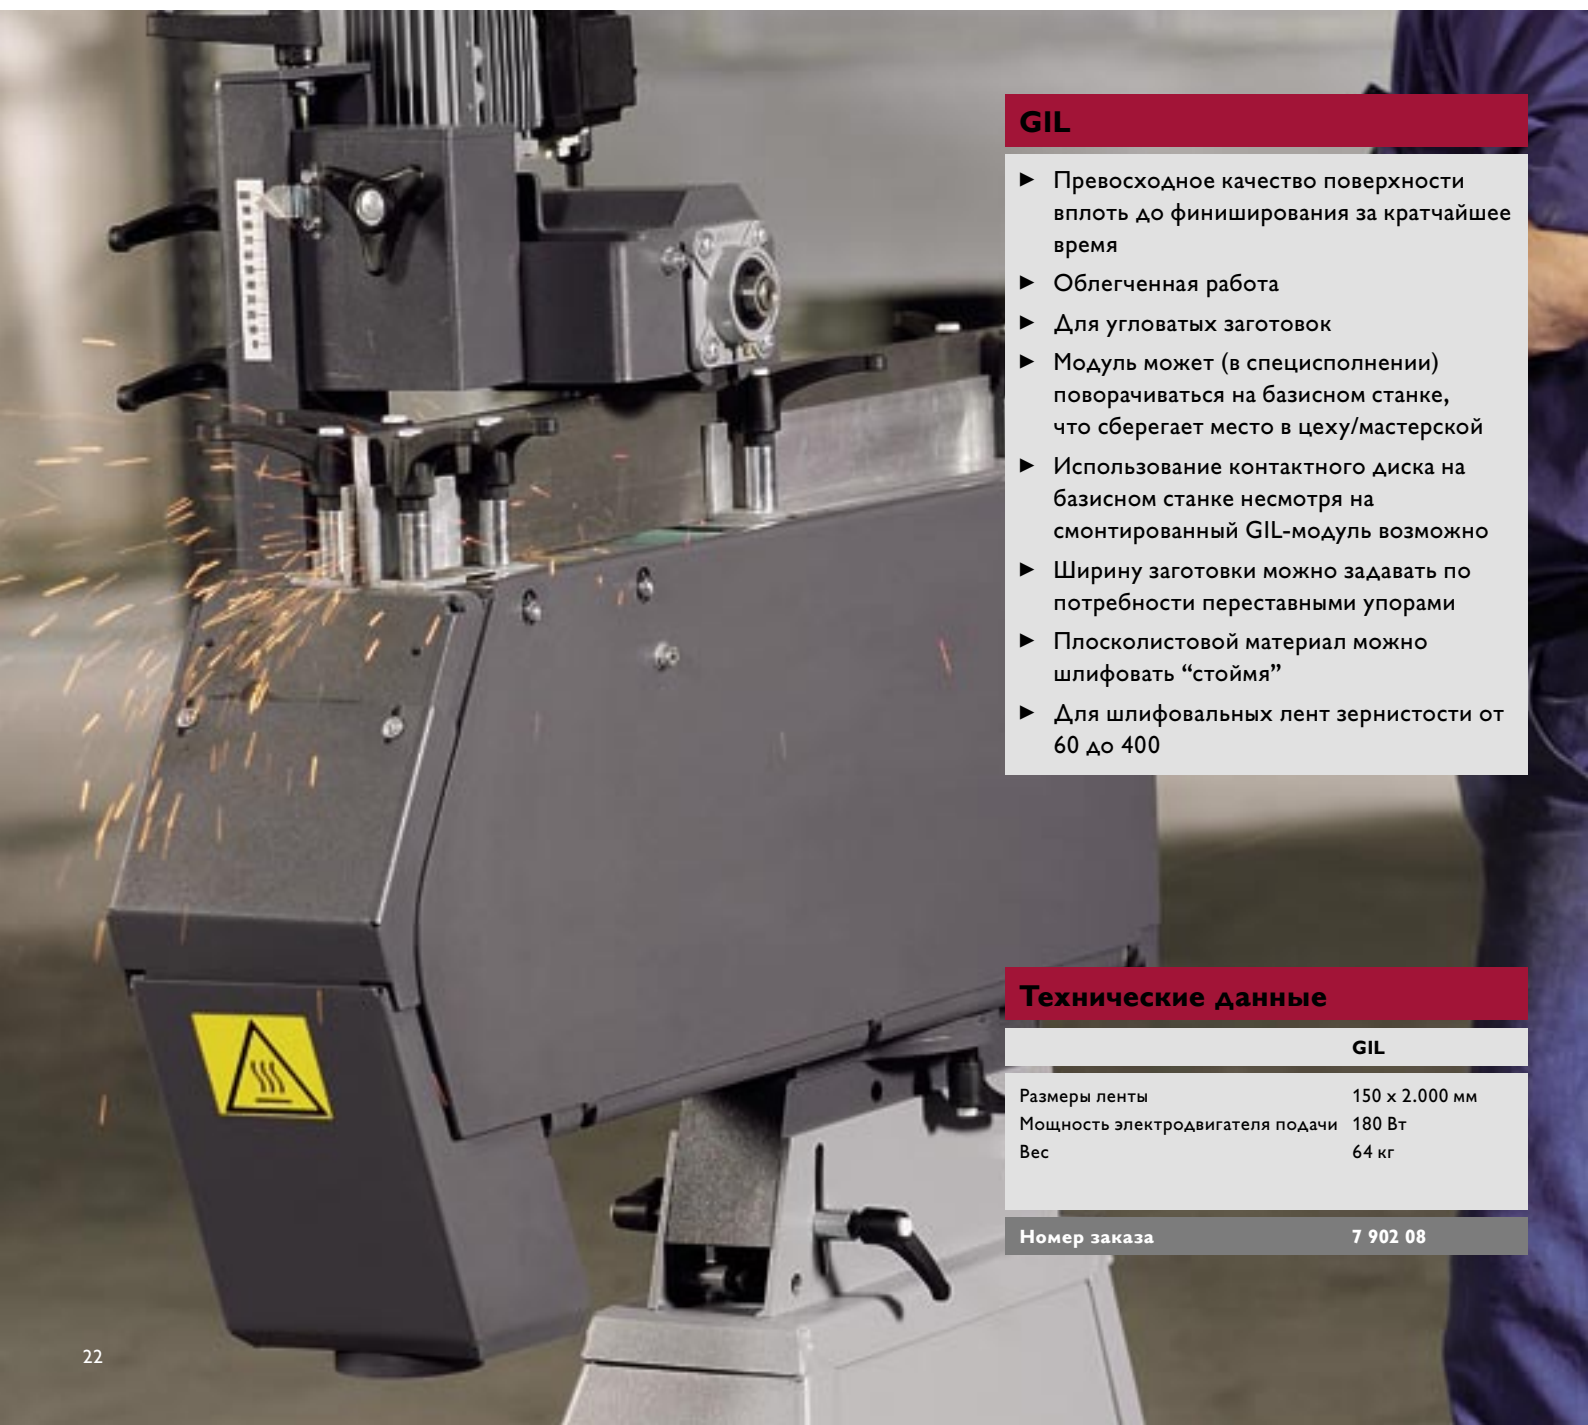 GIL
► Превосходное качество поверхности
вплоть до финиширования за кратчайшее
время
► Облегченная работа
► Для угловатых заготовок
► Модуль может (в специсполнении)
поворачиваться на базисном станке,
что сберегает место в цеху/мастерской
► Использование контактного диска на
базисном станке несмотря на
смонтированный GIL-модуль возможно
► Ширину заготовки можно задавать по
потребности переставными упорами
► Плосколистовой материал можно
шлифовать “стоймя”
► Для шлифовальных лент зернистости от
60 до 400
Технические данные
GIL
Размеры ленты 150 x 2.000 мм
Мощность электродвигателя подачи 180 Вт
Вес 64 кг
Номер заказа 7 902 08
22